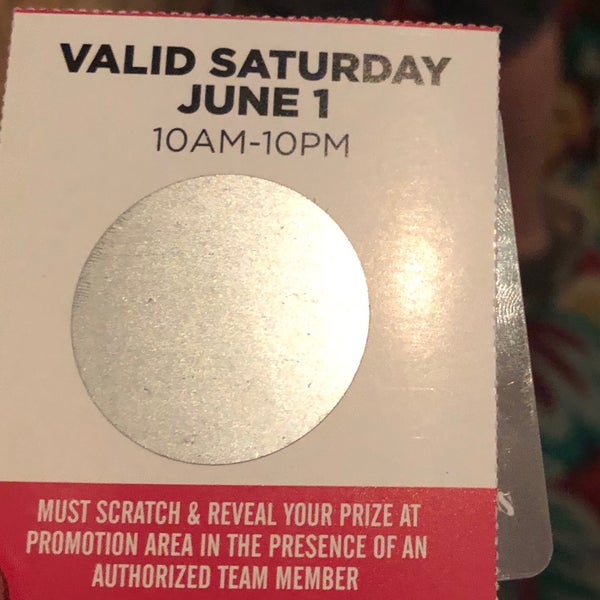 VALID SATURDAY
JUNE 1
10AM-10PM
MUST SCRATCH & REVEAL YOUR PRIZE AT
PROMOTION AREA IN THE PRESENCE OF AN
AUTHORIZED TEAM MEMBER